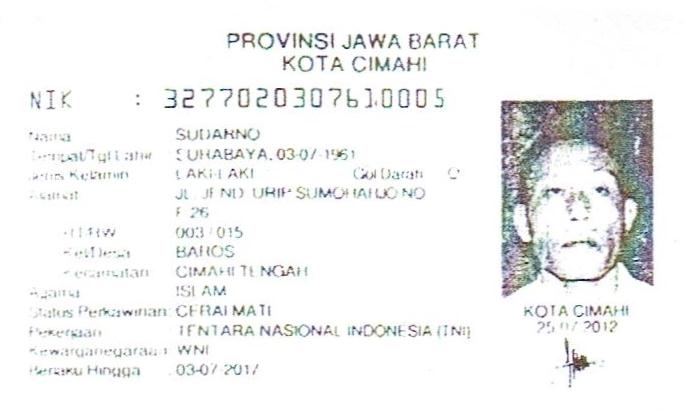 PROVINSI JAWA BARAT
KOTA CIMAHI
NIK : 3277020307610005
Nama SUDARNO
Tempat/Tgl Lahir SURABAYA, 03-07-1961
Jenis Kelamin LAKI-LAKI Gol Darah O
Alamat JL. JEND. URIP SUMOHARJO NO
F 26
RT/RW 003 / 015
Kel/Desa BAROS
Kecamatan CIMAHI TENGAH
Agama ISLAM
Status Perkawinan: CERAI MATI
Pekerjaan : TENTARA NASIONAL INDONESIA (TNI)
Kewarganegaraan: WNI
Berlaku Hingga : 03-07-2017
KOTA CIMAHI
25-07-2012